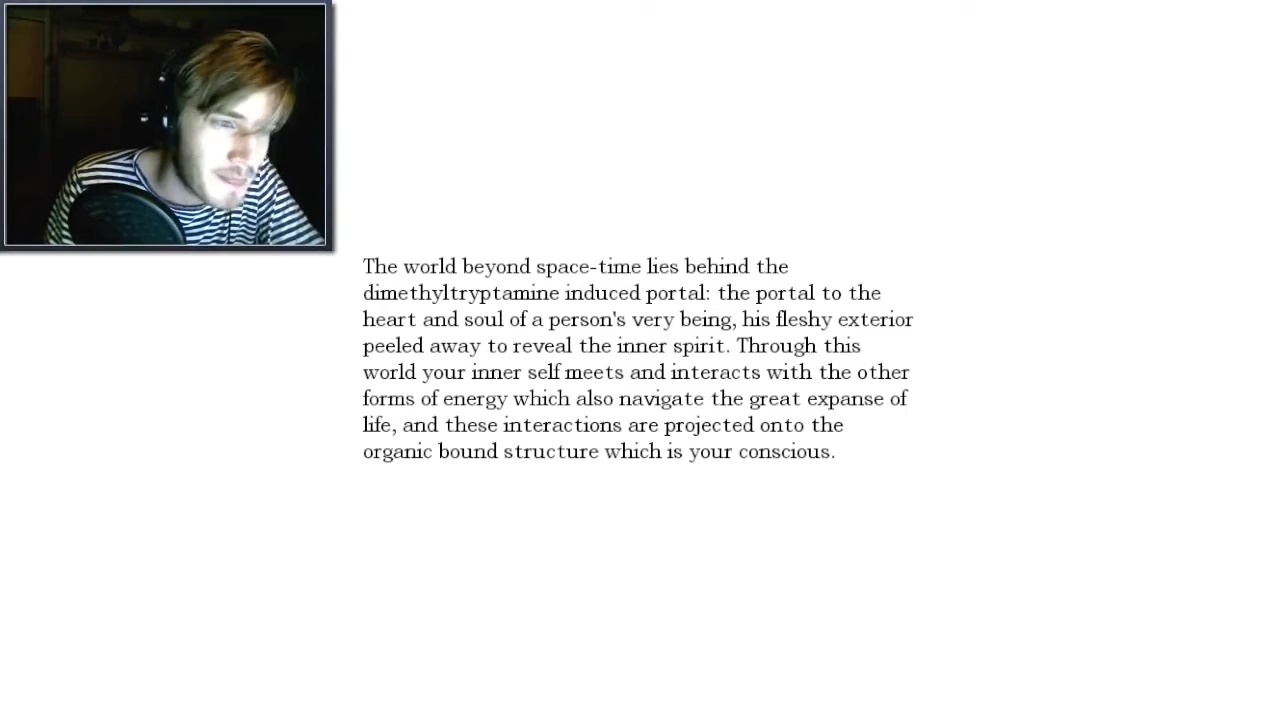 The world beyond space-time lies behind the
dimethyltryptamine induced portal: the portal to the
heart and soul of a person's very being, his fleshy exterior
peeled away to reveal the inner spirit. Through this
world your inner self meets and interacts with the other
forms of energy which also navigate the great expanse of
life, and these interactions are projected onto the
organic bound structure which is your conscious.